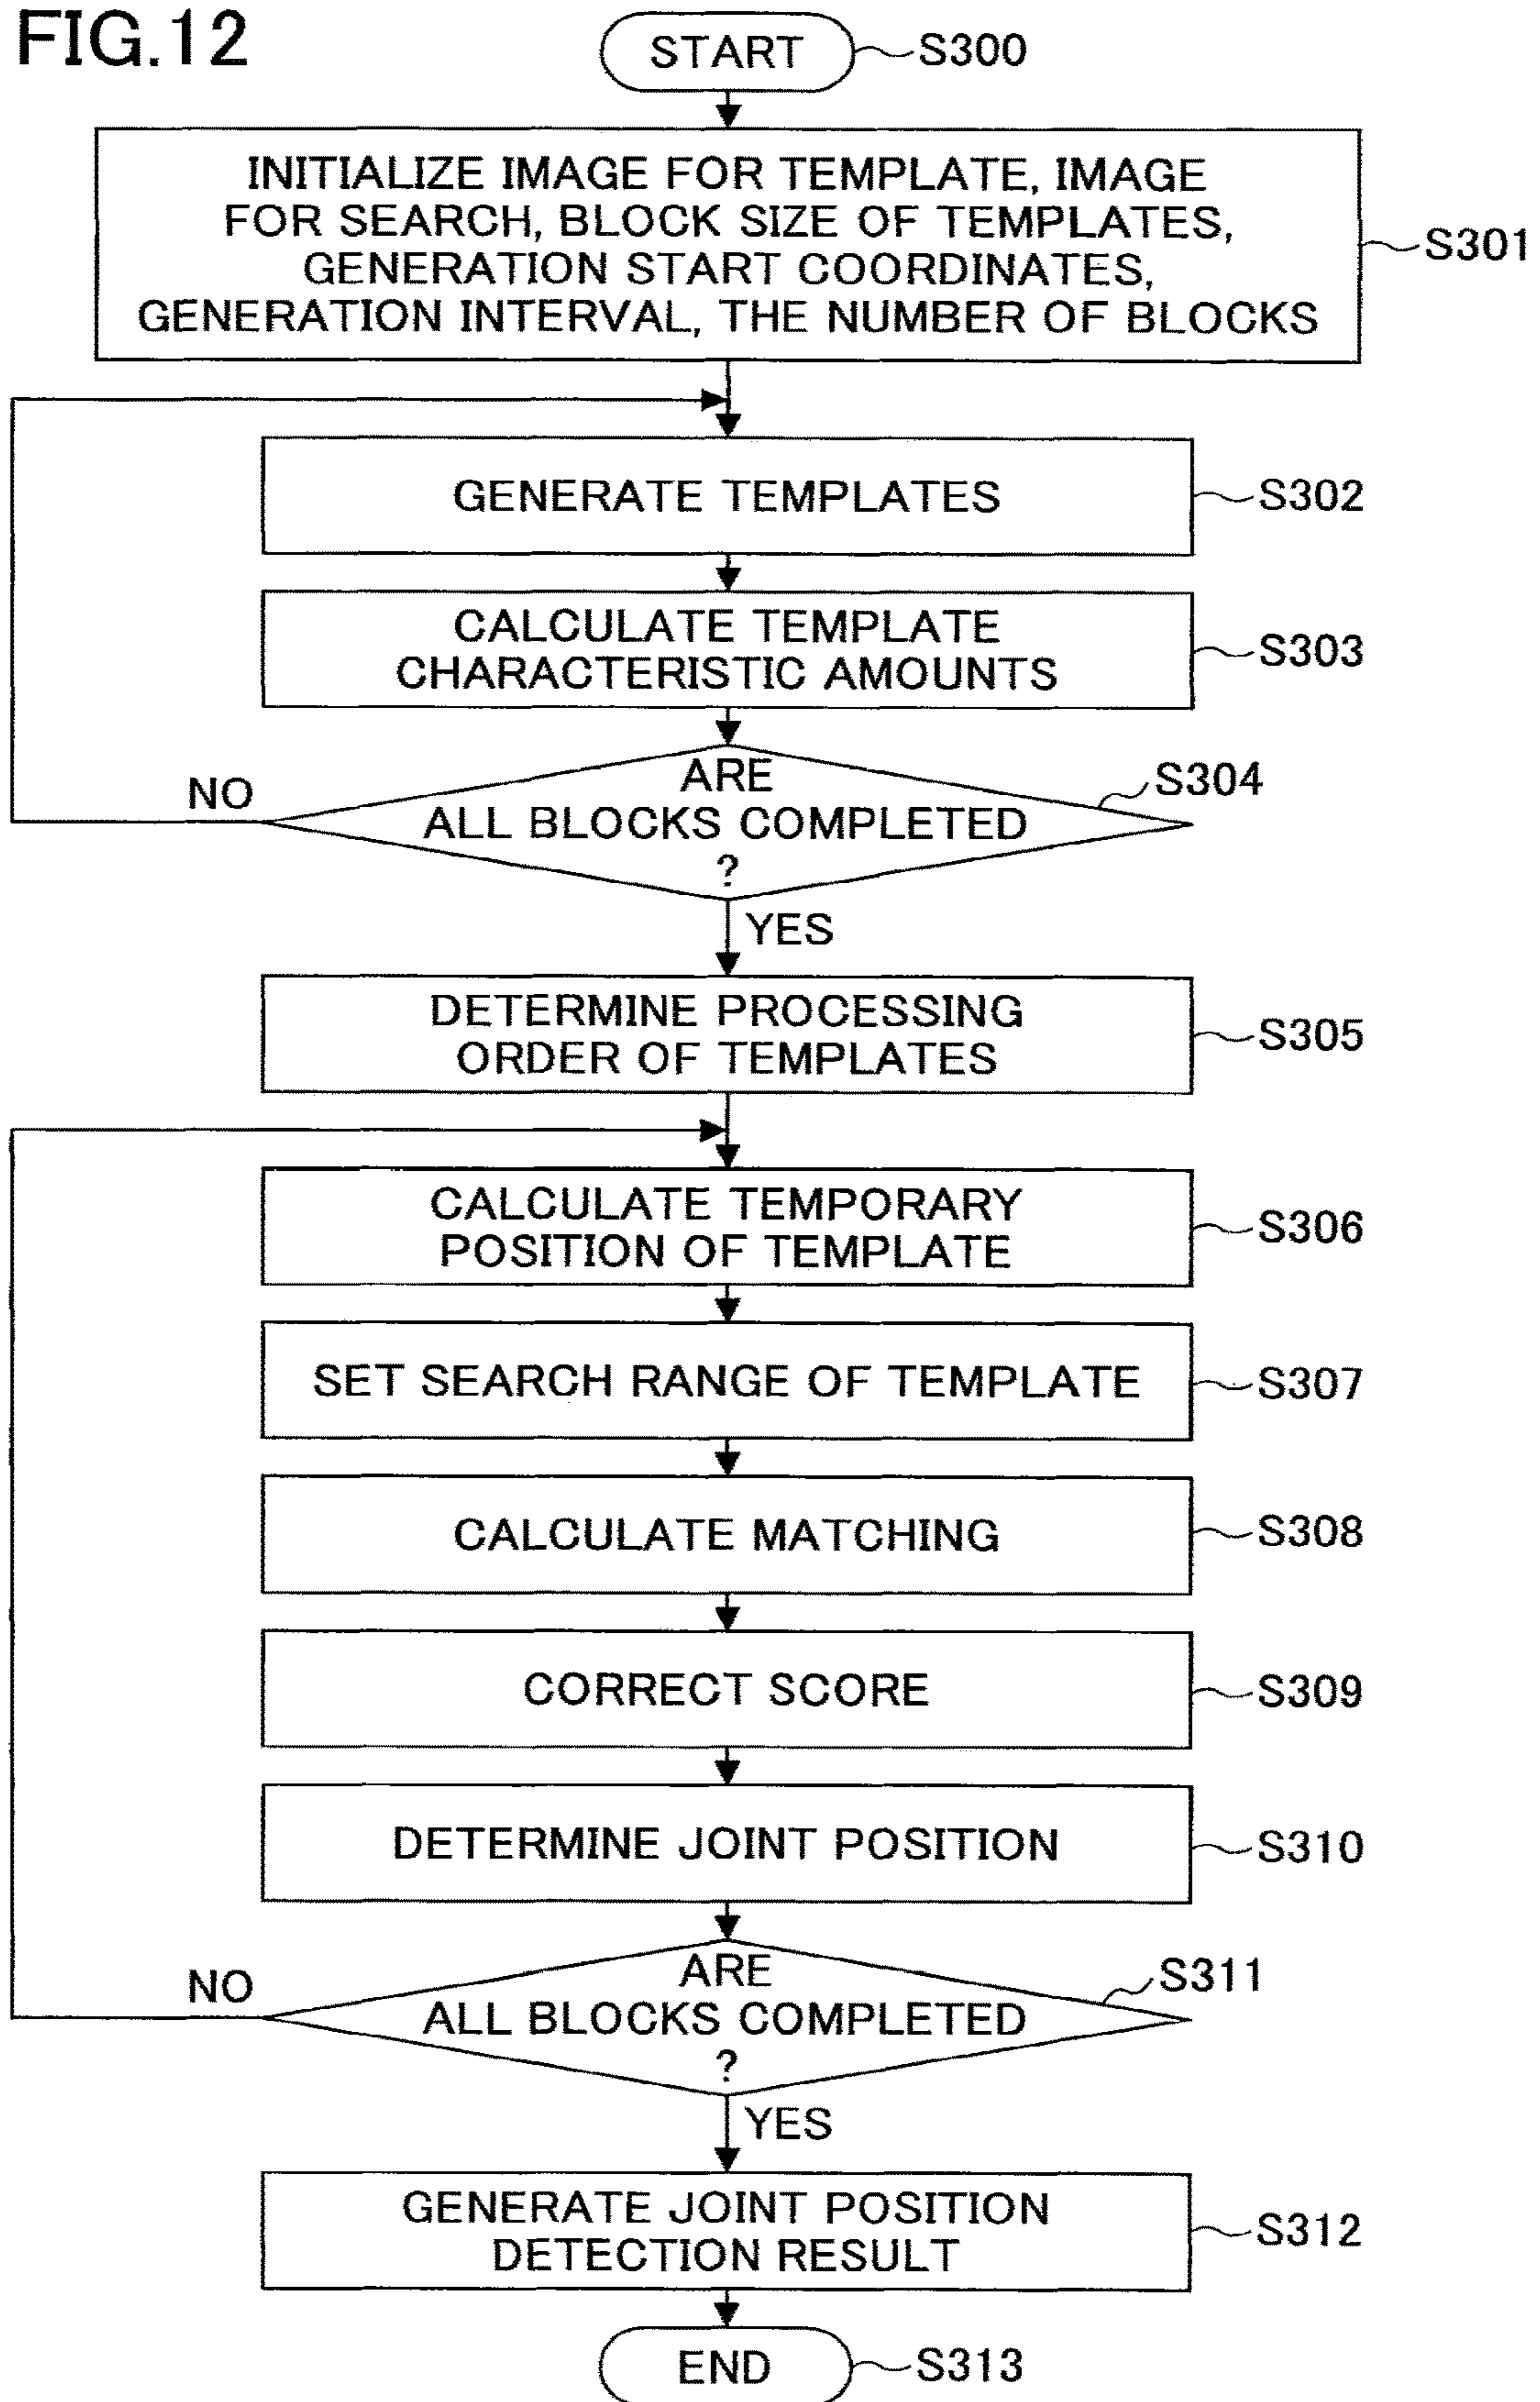 FIG.12
START
S300
INITIALIZE IMAGE FOR TEMPLATE, IMAGE
FOR SEARCH, BLOCK SIZE OF TEMPLATES,
GENERATION START COORDINATES,
GENERATION INTERVAL, THE NUMBER OF BLOCKS
S301
GENERATE TEMPLATES
S302
CALCULATE TEMPLATE
CHARACTERISTIC AMOUNTS
S303
ARE
ALL BLOCKS COMPLETED
?
S304
NO
YES
DETERMINE PROCESSING
ORDER OF TEMPLATES
S305
CALCULATE TEMPORARY
POSITION OF TEMPLATE
S306
SET SEARCH RANGE OF TEMPLATE
S307
CALCULATE MATCHING
S308
CORRECT SCORE
S309
DETERMINE JOINT POSITION
S310
ARE
ALL BLOCKS COMPLETED
?
S311
NO
YES
GENERATE JOINT POSITION
DETECTION RESULT
S312
END
S313